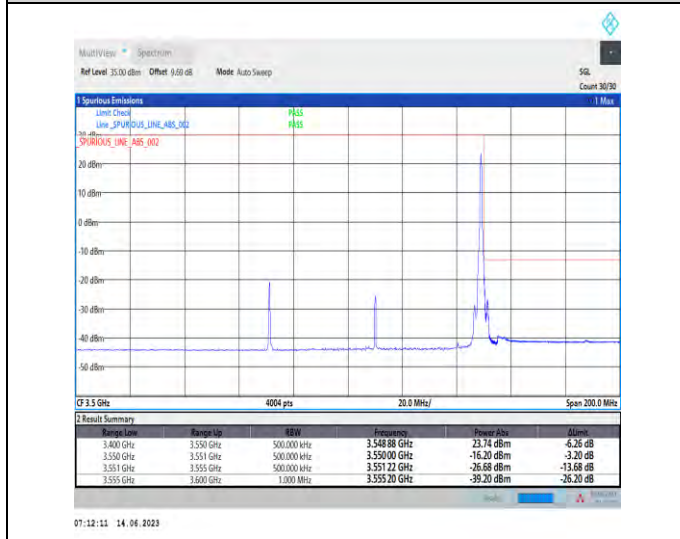 MultiView Spectrum
Ref Level 35.00 dBm Offset 9.69 dB Mode Auto Sweep SGL
Count 30/30
1 Spurious Emissions 1 Max
Limit Check PASS
Line _SPURIOUS_LINE_ABS_002 PASS
_SPURIOUS_LINE_ABS_002
20 dBm
10 dBm
0 dBm
-10 dBm
-20 dBm
-30 dBm
-40 dBm
-50 dBm
CF 3.5 GHz 4004 pts 20.0 MHz/ Span 200.0 MHz
2 Result Summary
Range Low Range Up RBW Frequency Power Abs ΔLimit
3.400 GHz 3.550 GHz 500.000 kHz 3.548 88 GHz 23.74 dBm -6.26 dB
3.550 GHz 3.551 GHz 500.000 kHz 3.550 00 GHz -16.20 dBm -3.20 dB
3.551 GHz 3.555 GHz 500.000 kHz 3.551 22 GHz -26.68 dBm -13.68 dB
3.555 GHz 3.600 GHz 1.000 MHz 3.555 20 GHz -39.20 dBm -26.20 dB
07:12:11 14.06.2023